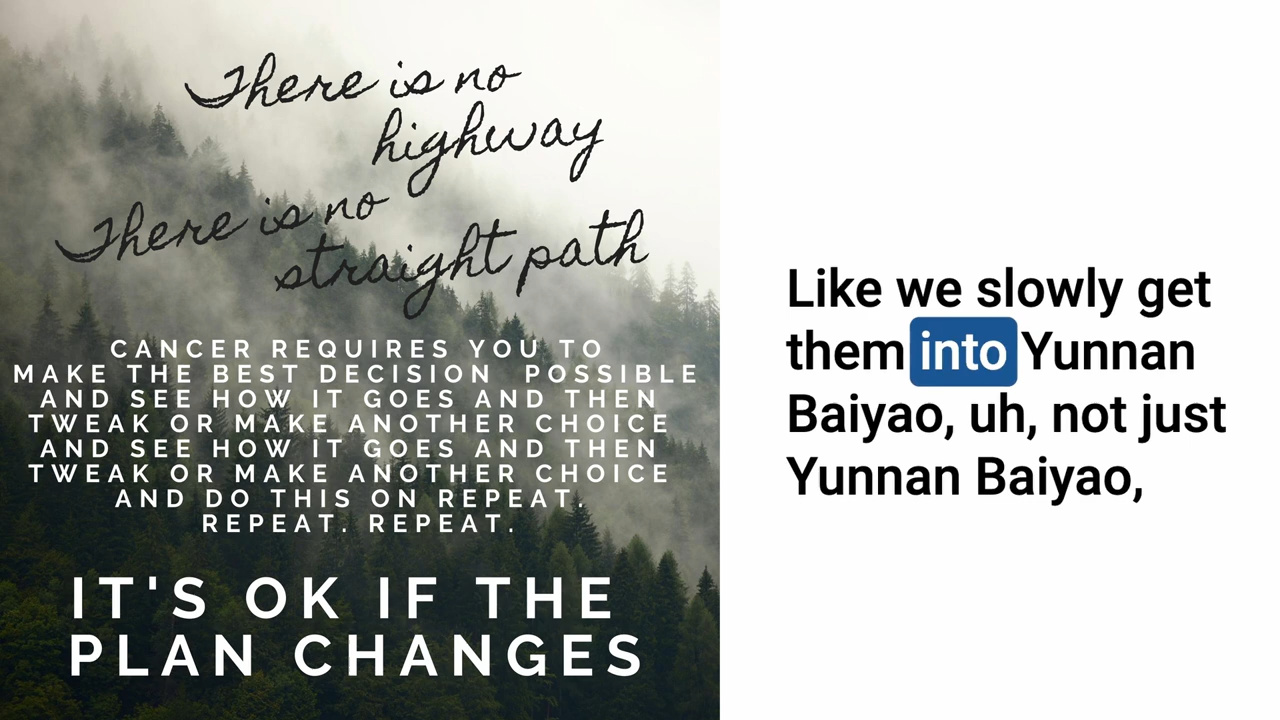 There is no
highway
There is no
straight path
CANCER REQUIRES YOU TO
MAKE THE BEST DECISION POSSIBLE
AND SEE HOW IT GOES AND THEN
TWEAK OR MAKE ANOTHER CHOICE
AND SEE HOW IT GOES AND THEN
TWEAK OR MAKE ANOTHER CHOICE
AND DO THIS ON REPEAT.
REPEAT. REPEAT.
IT'S OK IF THE
PLAN CHANGES
Like we slowly get
them into Yunnan
Baiyao, uh, not just
Yunnan Baiyao,